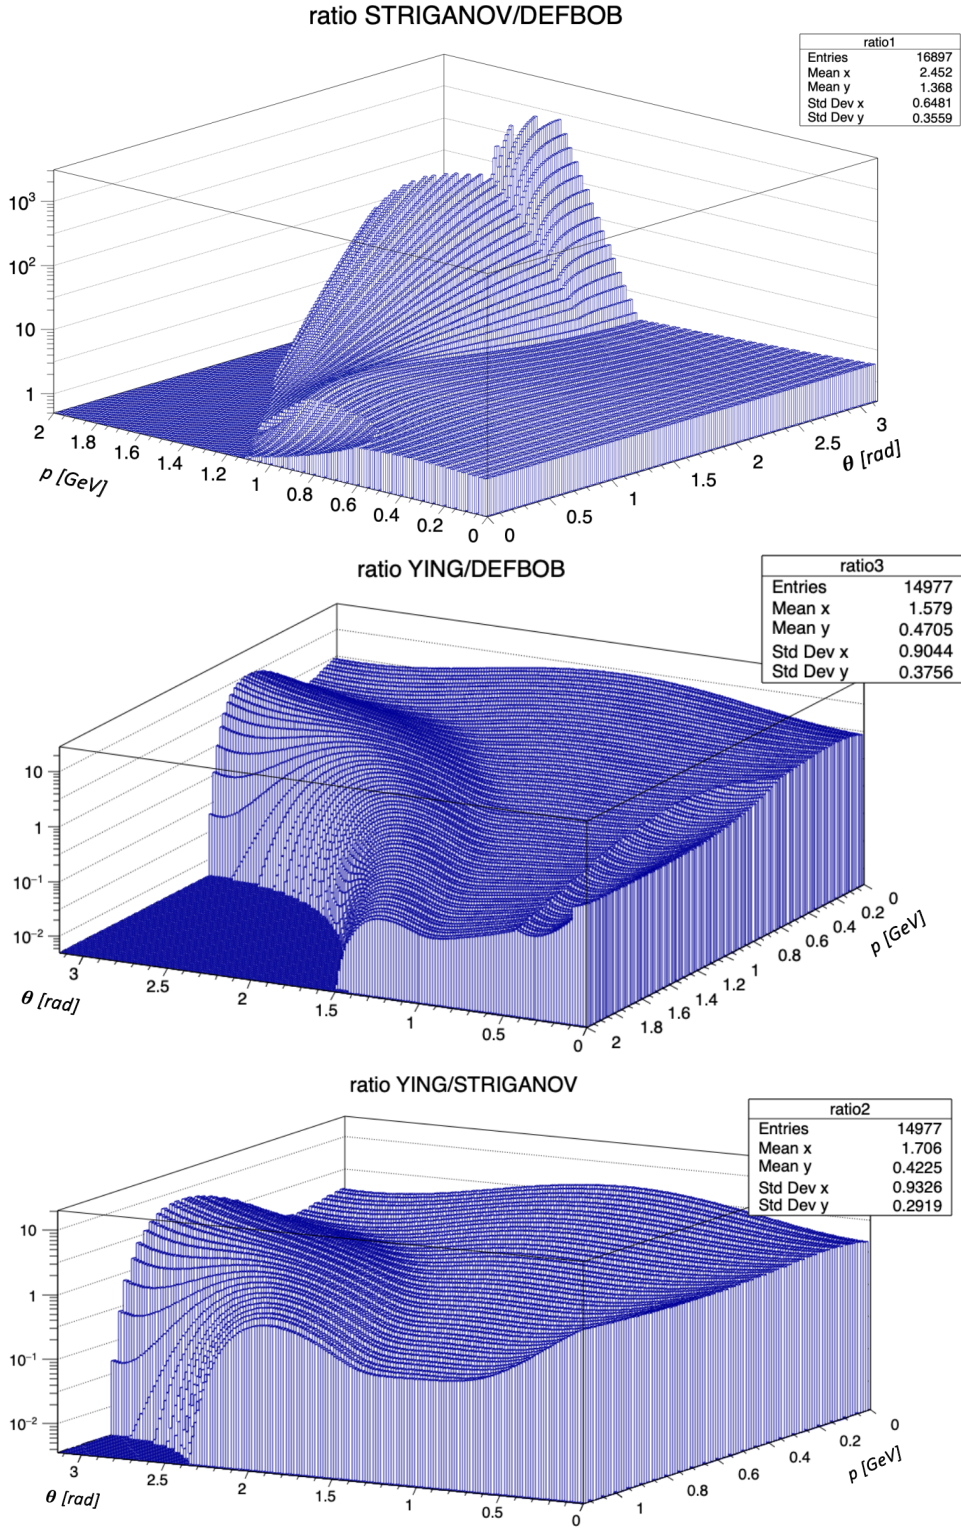 ratio STRIGANOV/DEFBOB
ratio1
Entries 16897
Mean x 2.452
Mean y 1.368
Std Dev x 0.6481
Std Dev y 0.3559
10³
10²
10
1
2 1.8 1.6 1.4 1.2 1 0.8 0.6 0.4 0.2 0
p [GeV]
0 0.5 1 1.5 2 2.5 3
θ [rad]
ratio YING/DEFBOB
ratio3
Entries 14977
Mean x 1.579
Mean y 0.4705
Std Dev x 0.9044
Std Dev y 0.3756
10
1
10⁻¹
10⁻²
3 2.5 2 1.5 1 0.5 0
θ [rad]
2 1.8 1.6 1.4 1.2 1 0.8 0.6 0.4 0.2 0
p [GeV]
ratio YING/STRIGANOV
ratio2
Entries 14977
Mean x 1.706
Mean y 0.4225
Std Dev x 0.9326
Std Dev y 0.2919
10
1
10⁻¹
10⁻²
3 2.5 2 1.5 1 0.5 0
θ [rad]
1 0.8 0.6 0.4 0.2 0
p [GeV]